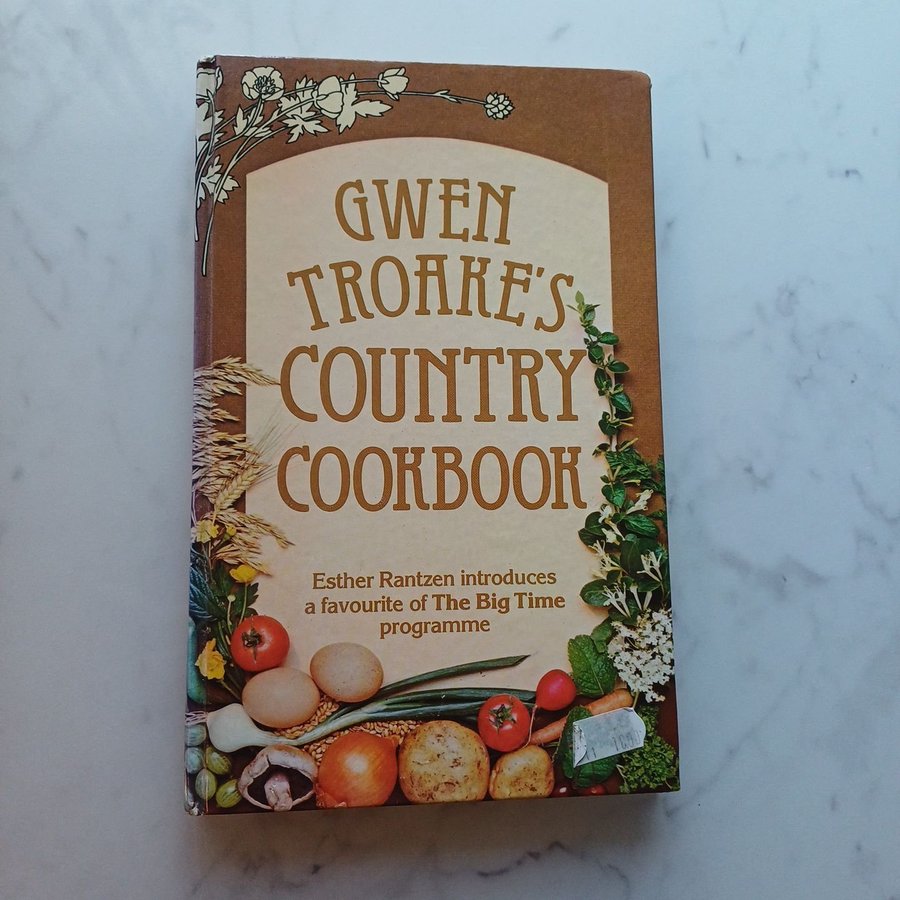 GWEN
TROAKE'S
COUNTRY
COOKBOOK
Esther Rantzen introduces
a favourite of The Big Time
programme